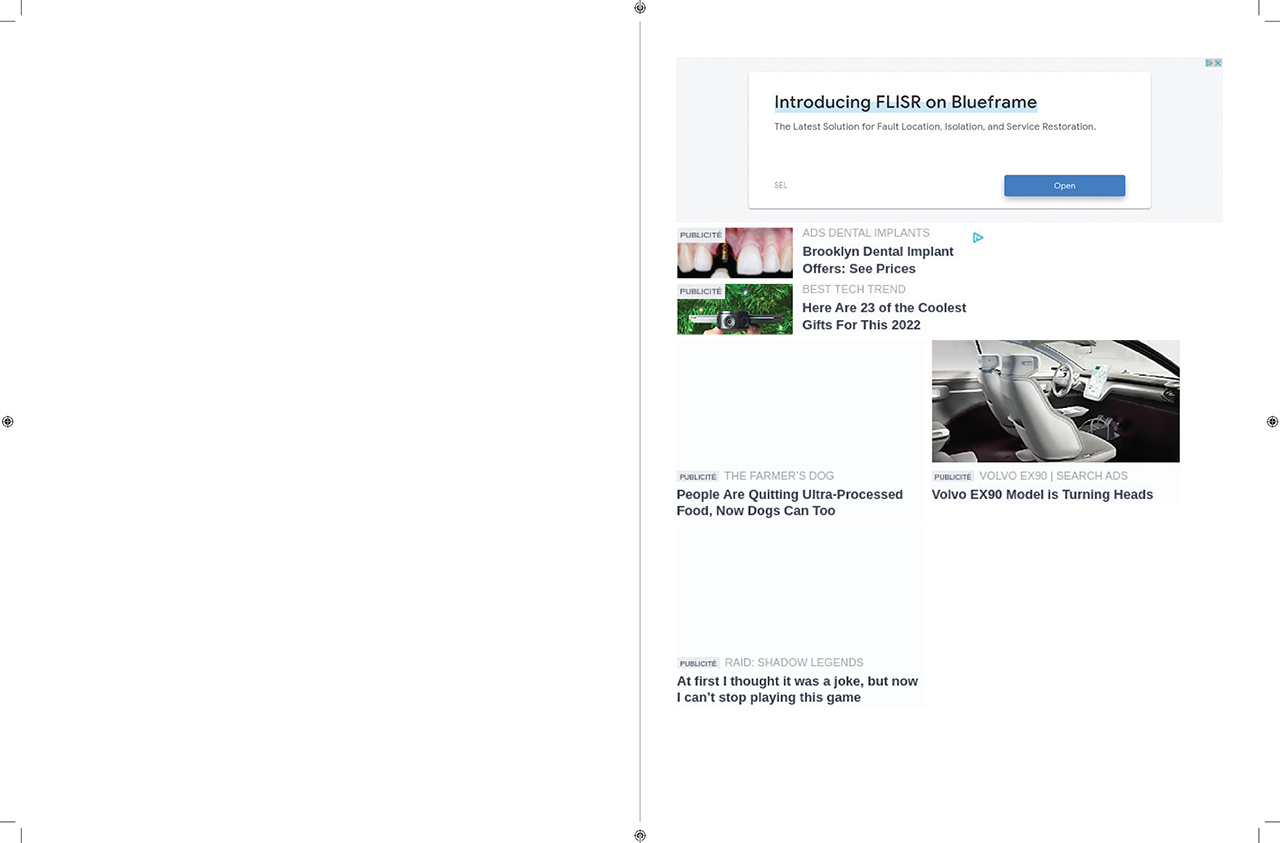 Introducing FLISR on Blueframe
The Latest Solution for Fault Location, Isolation, and Service Restoration.
SEL
Open
PUBLICITÉ
ADS DENTAL IMPLANTS
Brooklyn Dental Implant
Offers: See Prices
PUBLICITÉ
BEST TECH TREND
Here Are 23 of the Coolest
Gifts For This 2022
PUBLICITÉ THE FARMER'S DOG
People Are Quitting Ultra-Processed
Food, Now Dogs Can Too
PUBLICITÉ VOLVO EX90 | SEARCH ADS
Volvo EX90 Model is Turning Heads
PUBLICITÉ RAID: SHADOW LEGENDS
At first I thought it was a joke, but now
I can't stop playing this game